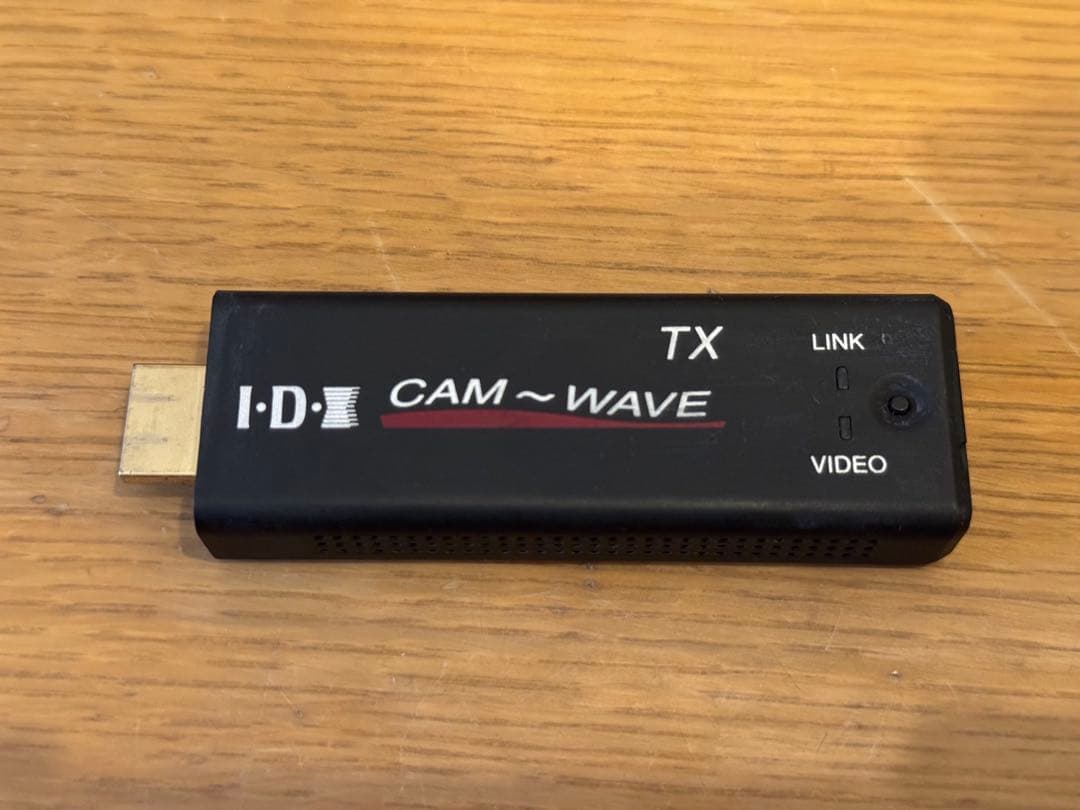 TX
LINK
I·D·X
CAM ~ WAVE
VIDEO